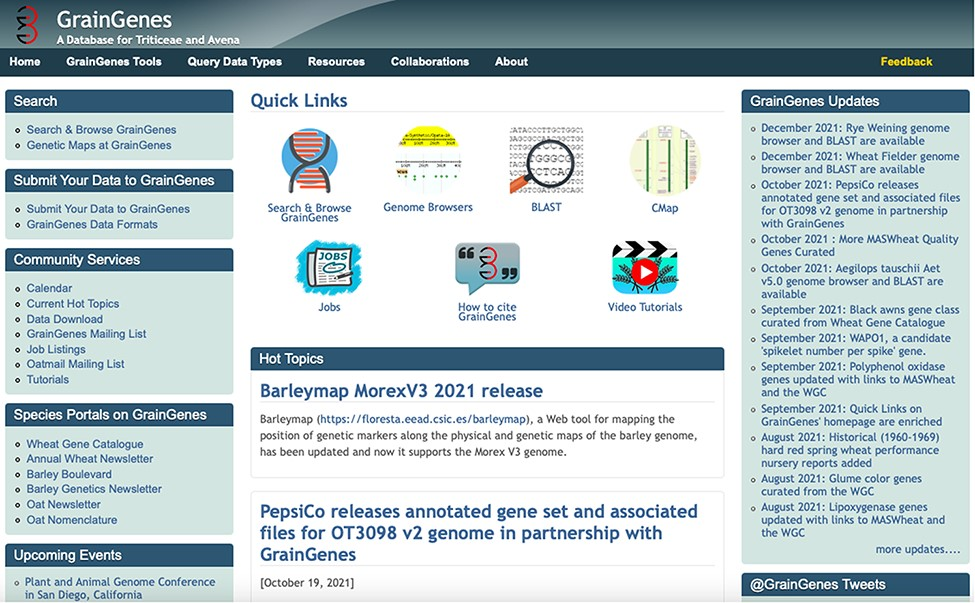 GrainGenes
A Database for Triticeae and Avena
Home
GrainGenes Tools
Query Data Types
Resources
Collaborations
About
Feedback
Search
Search & Browse GrainGenes
Genetic Maps at GrainGenes
Submit Your Data to GrainGenes
Submit Your Data to GrainGenes
GrainGenes Data Formats
Community Services
Calendar
Current Hot Topics
Data Download
GrainGenes Mailing List
Job Listings
Oatmail Mailing List
Tutorials
Species Portals on GrainGenes
Wheat Gene Catalogue
Annual Wheat Newsletter
Barley Boulevard
Barley Genetics Newsletter
Oat Newsletter
Oat Nomenclature
Upcoming Events
Plant and Animal Genome Conference
in San Diego, California
Quick Links
Search & Browse
GrainGenes
Genome Browsers
GGGC
CTCA
BLAST
CMap
JOBS
Jobs
How to cite
GrainGenes
Video Tutorials
Hot Topics
Barleymap MorexV3 2021 release
Barleymap (https://floresta.eead.csic.es/barleymap), a Web tool for mapping the
position of genetic markers along the physical and genetic maps of the barley genome,
has been updated and now it supports the Morex V3 genome.
PepsiCo releases annotated gene set and associated
files for OT3098 v2 genome in partnership with
GrainGenes
[October 19, 2021]
GrainGenes Updates
December 2021: Rye Weining genome
browser and BLAST are available
December 2021: Wheat Fielder genome
browser and BLAST are available
October 2021: PepsiCo releases
annotated gene set and associated files
for OT3098 v2 genome in partnership
with GrainGenes
October 2021 : More MASWheat Quality
Genes Curated
October 2021: Aegilops tauschii Aet
v5.0 genome browser and BLAST are
available
September 2021: Black awns gene class
curated from Wheat Gene Catalogue
September 2021: WAPO1, a candidate
'spikelet number per spike' gene.
September 2021: Polyphenol oxidase
genes updated with links to MASWheat
and the WGC
September 2021: Quick Links on
GrainGenes' homepage are enriched
August 2021: Historical (1960-1969)
hard red spring wheat performance
nursery reports added
August 2021: Glume color genes
curated from the WGC
August 2021: Lipoxygenase genes
updated with links to MASWheat and
the WGC
more updates....
@GrainGenes Tweets